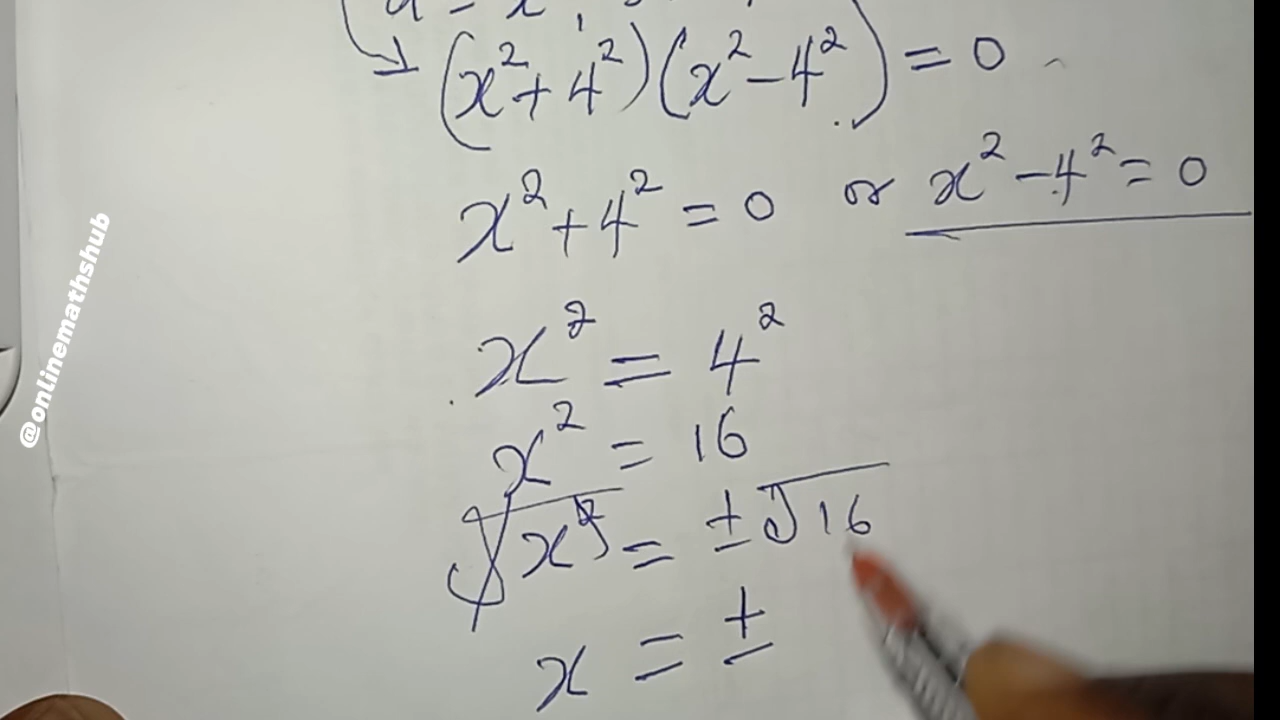 (x²+4²)(x²-4²) = 0
x²+4² = 0 or x²-4² = 0
x² = 4²
x² = 16
√x² = ±√16
x = ±
@onlinemathshub